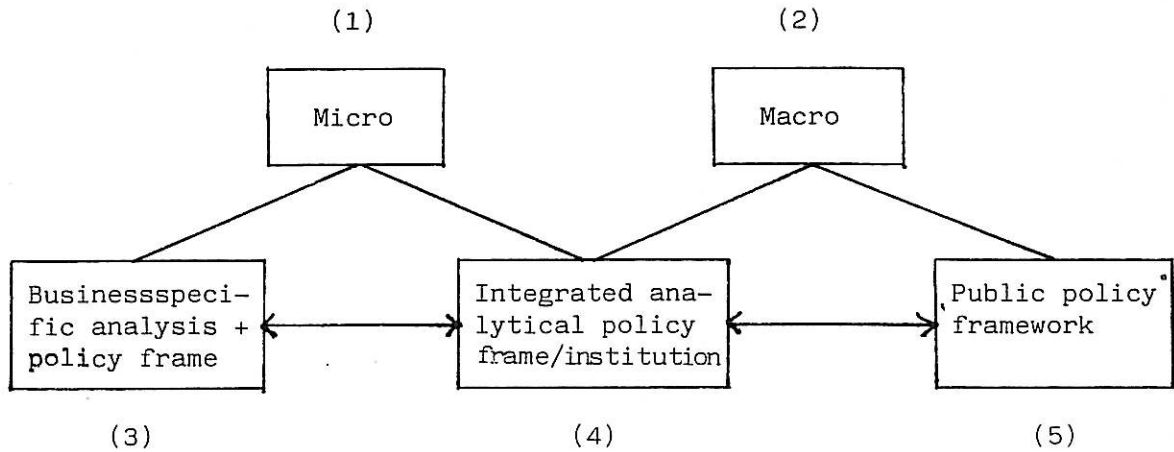 (1)
(2)
Micro
Macro
Businessspeci-
fic analysis +
policy frame
Integrated ana-
lytical policy
frame/institution
Public policy
framework
(3)
(4)
(5)